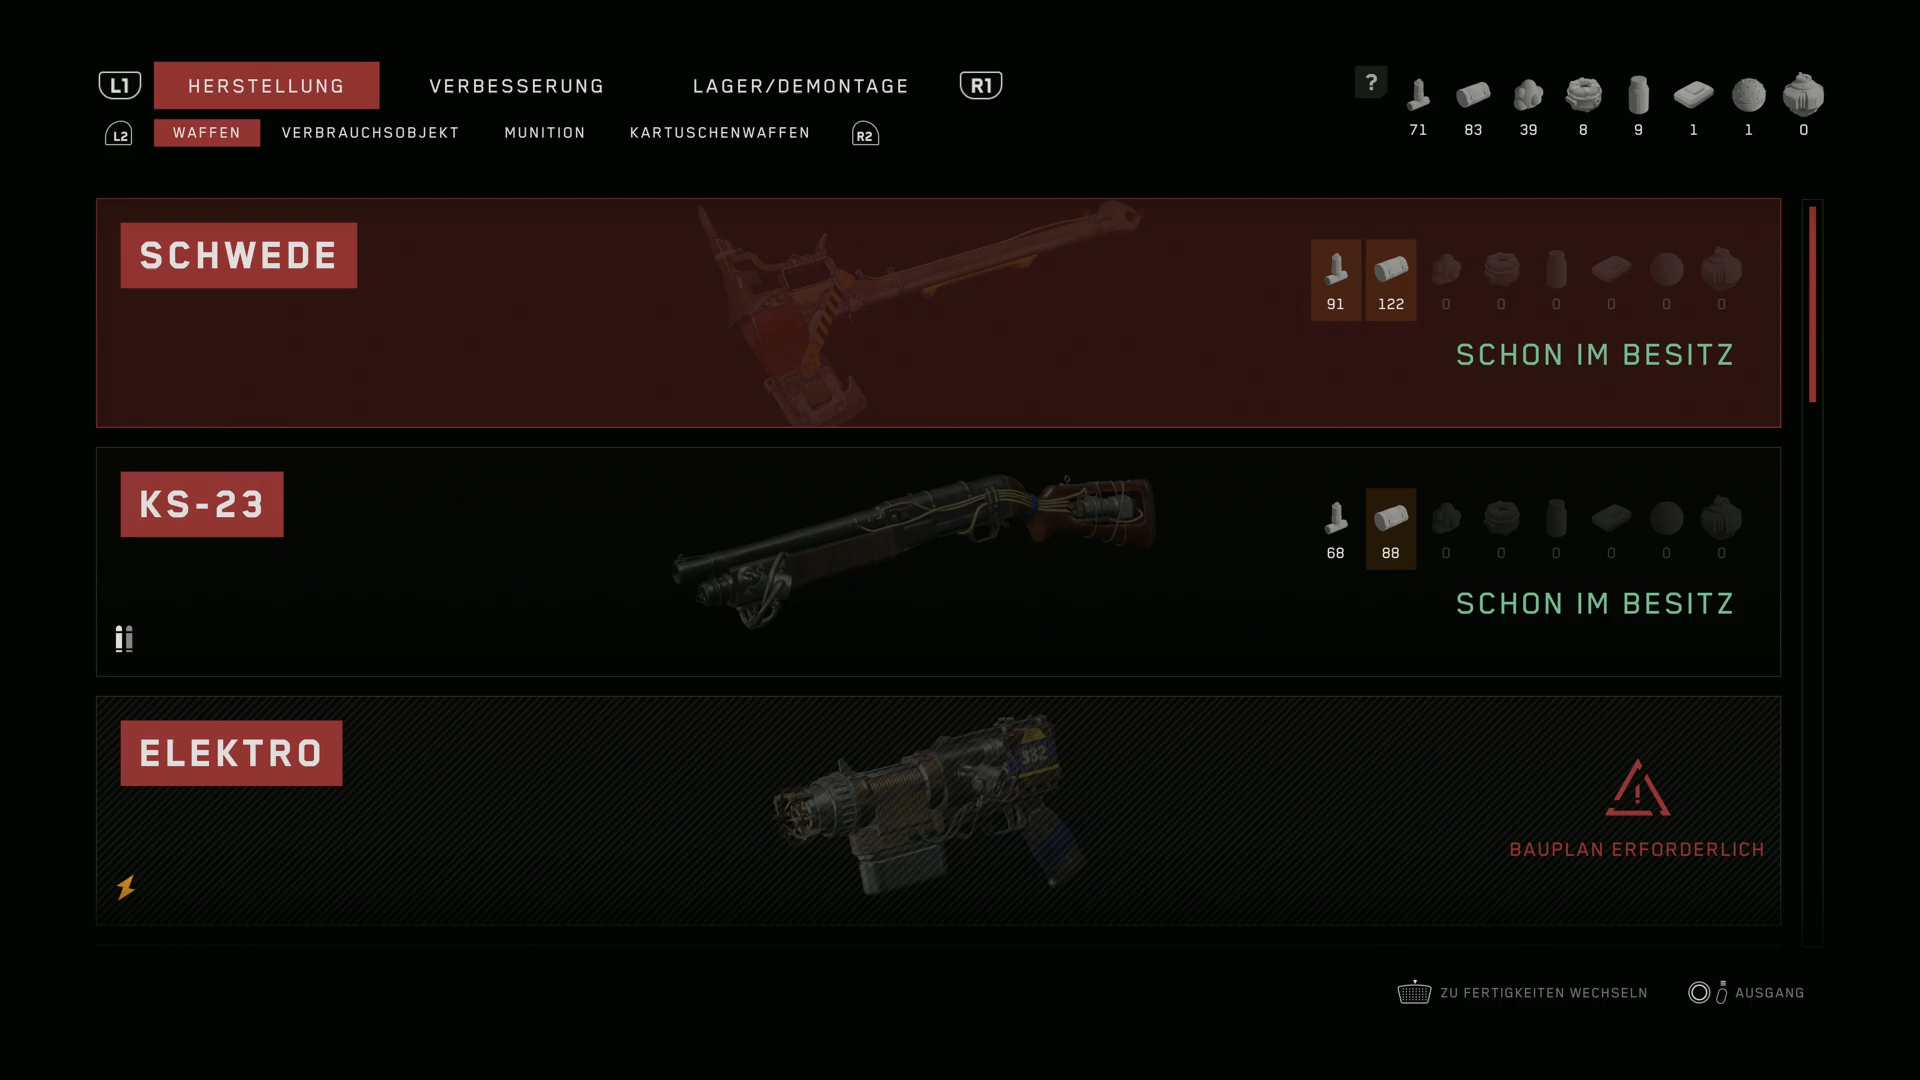 L1 HERSTELLUNG VERBESSERUNG LAGER/DEMONTAGE R1
L2 WAFFEN VERBRAUCHSOBJEKT MUNITION KARTUSCHENWAFFEN R2
?
71 83 39 8 9 1 1 0
SCHWEDE
91 122 0 0 0 0 0 0
SCHON IM BESITZ
KS-23
68 88 0 0 0 0 0 0
SCHON IM BESITZ
ELEKTRO
332
!
BAUPLAN ERFORDERLICH
ZU FERTIGKEITEN WECHSELN AUSGANG